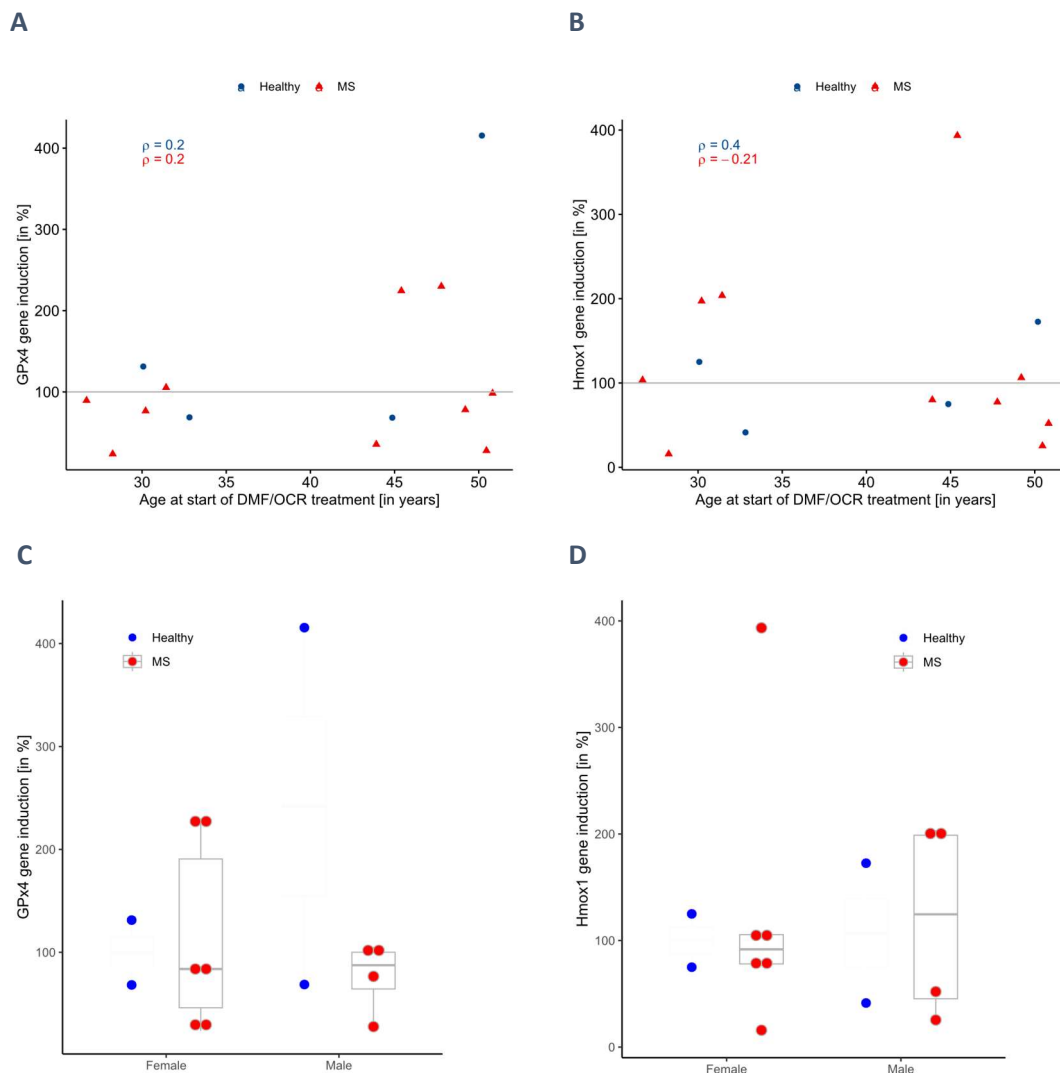 A
B
Healthy MS
Healthy MS
ρ = 0.2
ρ = 0.2
ρ = 0.4
ρ = − 0.21
GPx4 gene induction [in %]
400
300
200
100
30 35 40 45 50
Age at start of DMF/OCR treatment [in years]
Hmox1 gene induction [in %]
400
300
200
100
0
30 35 40 45 50
Age at start of DMF/OCR treatment [in years]
C
D
Healthy
MS
GPx4 gene induction [in %]
400
300
200
100
Female Male
Healthy
MS
Hmox1 gene induction [in %]
400
300
200
100
0
Female Male